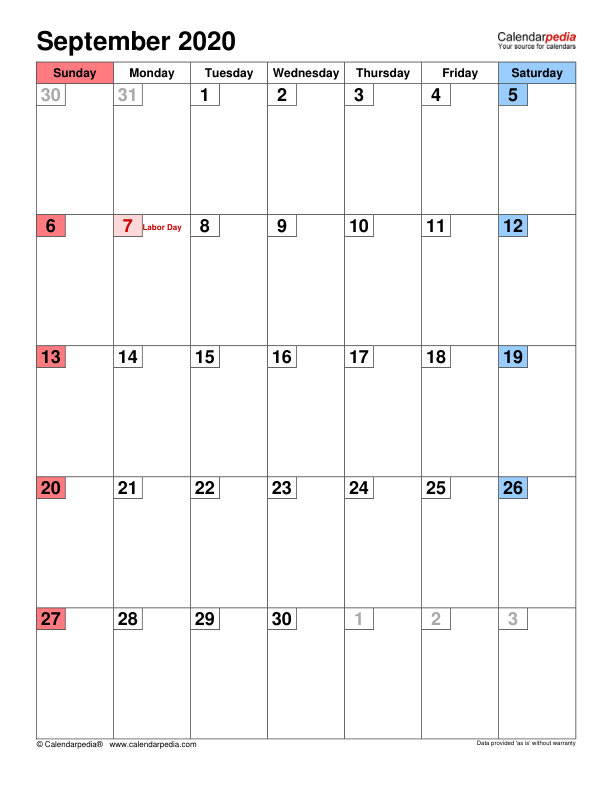 September 2020
Calendarpedia
Your source for calendars
Sunday Monday Tuesday Wednesday Thursday Friday Saturday
30 31 1 2 3 4 5
6 7 Labor Day 8 9 10 11 12
13 14 15 16 17 18 19
20 21 22 23 24 25 26
27 28 29 30 1 2 3
© Calendarpedia® www.calendarpedia.com Data provided 'as is' without warranty